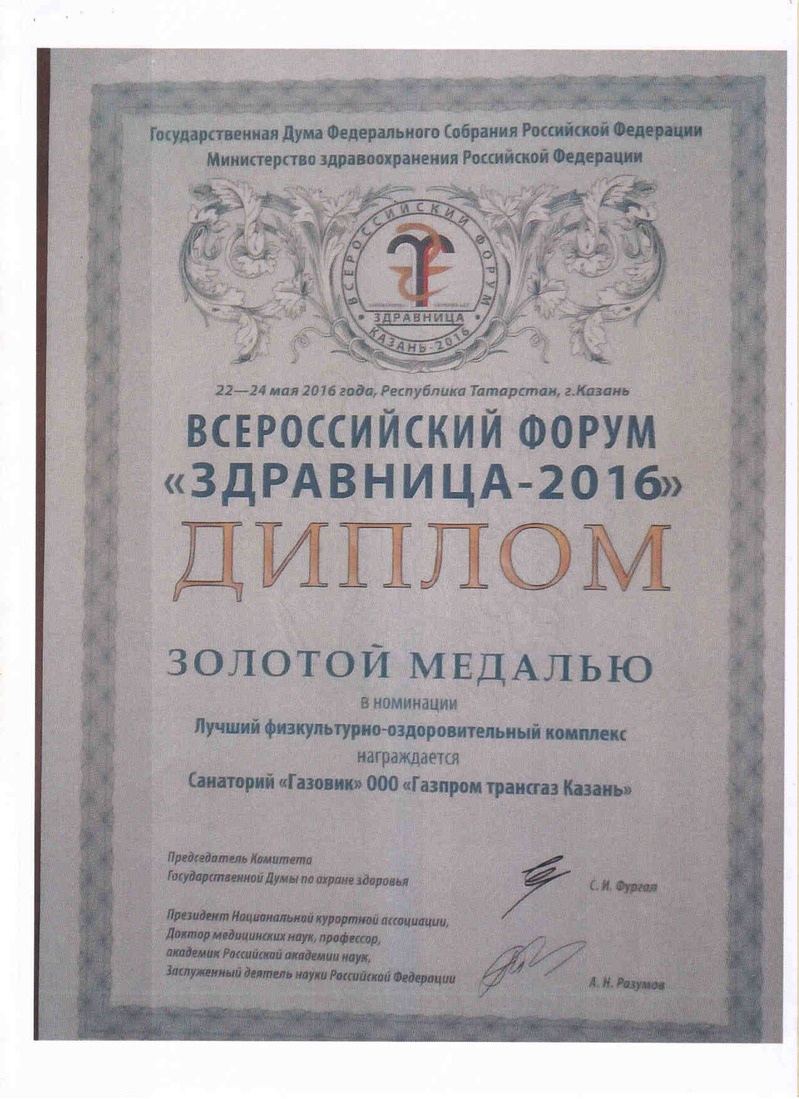 Государственная Дума Федерального Собрания Российской Федерации
Министерство здравоохранения Российской Федерации
ВСЕРОССИЙСКИЙ ФОРУМ
ЗДРАВНИЦА
КАЗАНЬ-2016
22—24 мая 2016 года, Республика Татарстан, г.Казань
ВСЕРОССИЙСКИЙ ФОРУМ
«ЗДРАВНИЦА-2016»
ДИПЛОМ
ЗОЛОТОЙ МЕДАЛЬЮ
в номинации
Лучший физкультурно-оздоровительный комплекс
награждается
Санаторий «Газовик» ООО «Газпром трансгаз Казань»
Председатель Комитета
Государственной Думы по охране здоровья
С. И. Фургал
Президент Национальной курортной ассоциации,
Доктор медицинских наук, профессор,
академик Российской академии наук,
Заслуженный деятель науки Российской Федерации
А. Н. Разумов